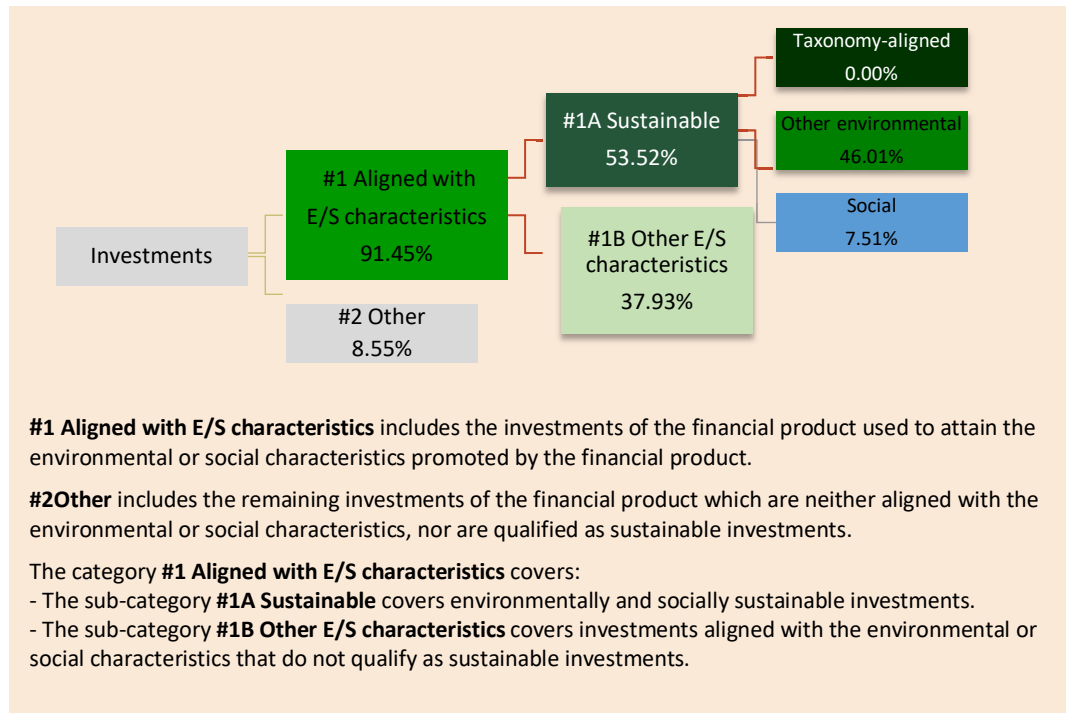 Taxonomy-aligned
0.00%
#1A Sustainable
53.52%
Other environmental
46.01%
#1 Aligned with
E/S characteristics
91.45%
Social
7.51%
Investments
#1B Other E/S
characteristics
37.93%
#2 Other
8.55%
#1 Aligned with E/S characteristics includes the investments of the financial product used to attain the
environmental or social characteristics promoted by the financial product.
#2Other includes the remaining investments of the financial product which are neither aligned with the
environmental or social characteristics, nor are qualified as sustainable investments.
The category #1 Aligned with E/S characteristics covers:
- The sub-category #1A Sustainable covers environmentally and socially sustainable investments.
- The sub-category #1B Other E/S characteristics covers investments aligned with the environmental or
social characteristics that do not qualify as sustainable investments.